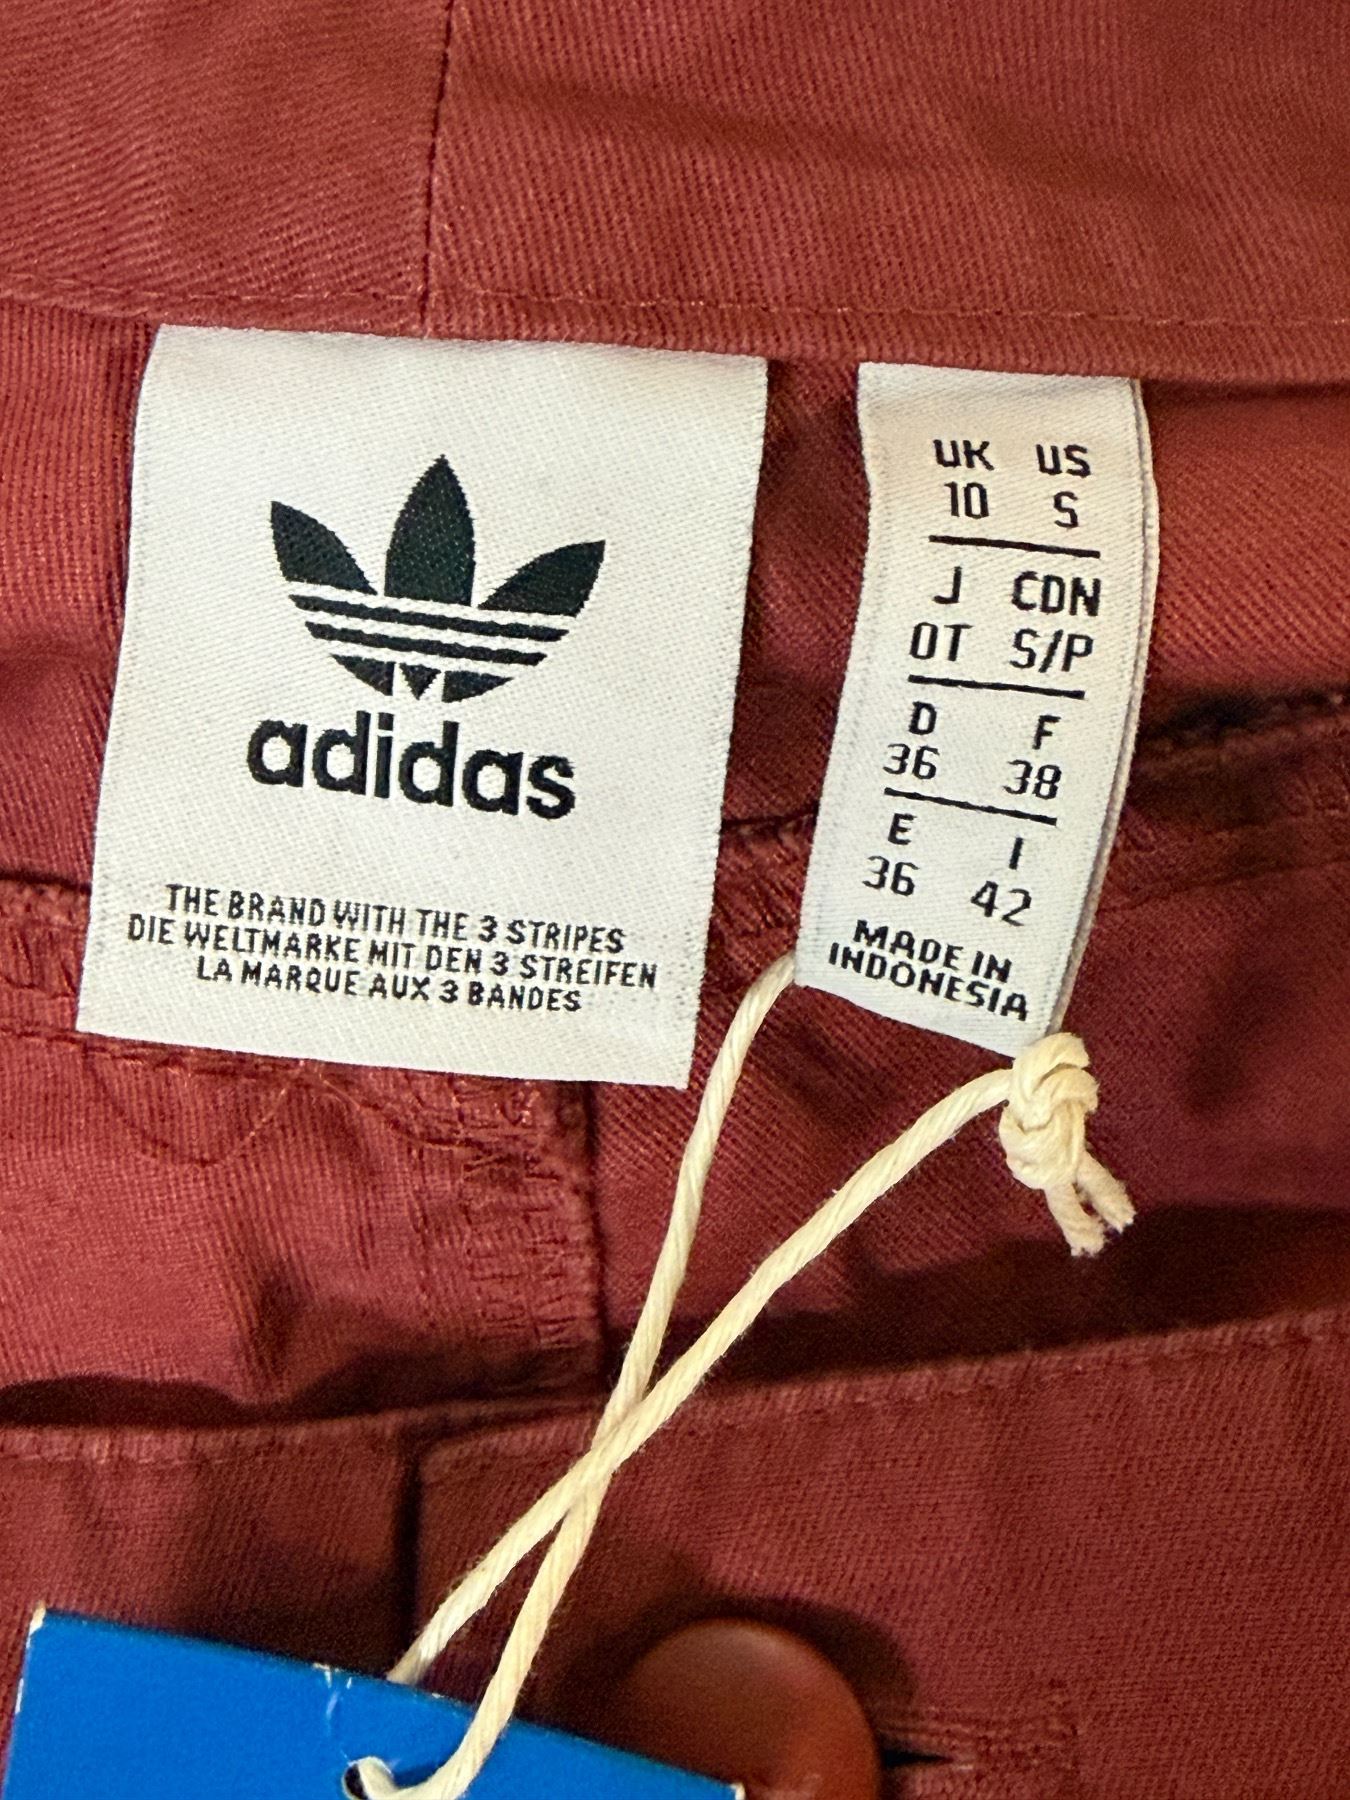 adidas
THE BRAND WITH THE 3 STRIPES
DIE WELTMARKE MIT DEN 3 STREIFEN
LA MARQUE AUX 3 BANDES
UK US
10 S
J CDN
OT S/P
D F
36 38
E I
36 42
MADE IN
INDONESIA